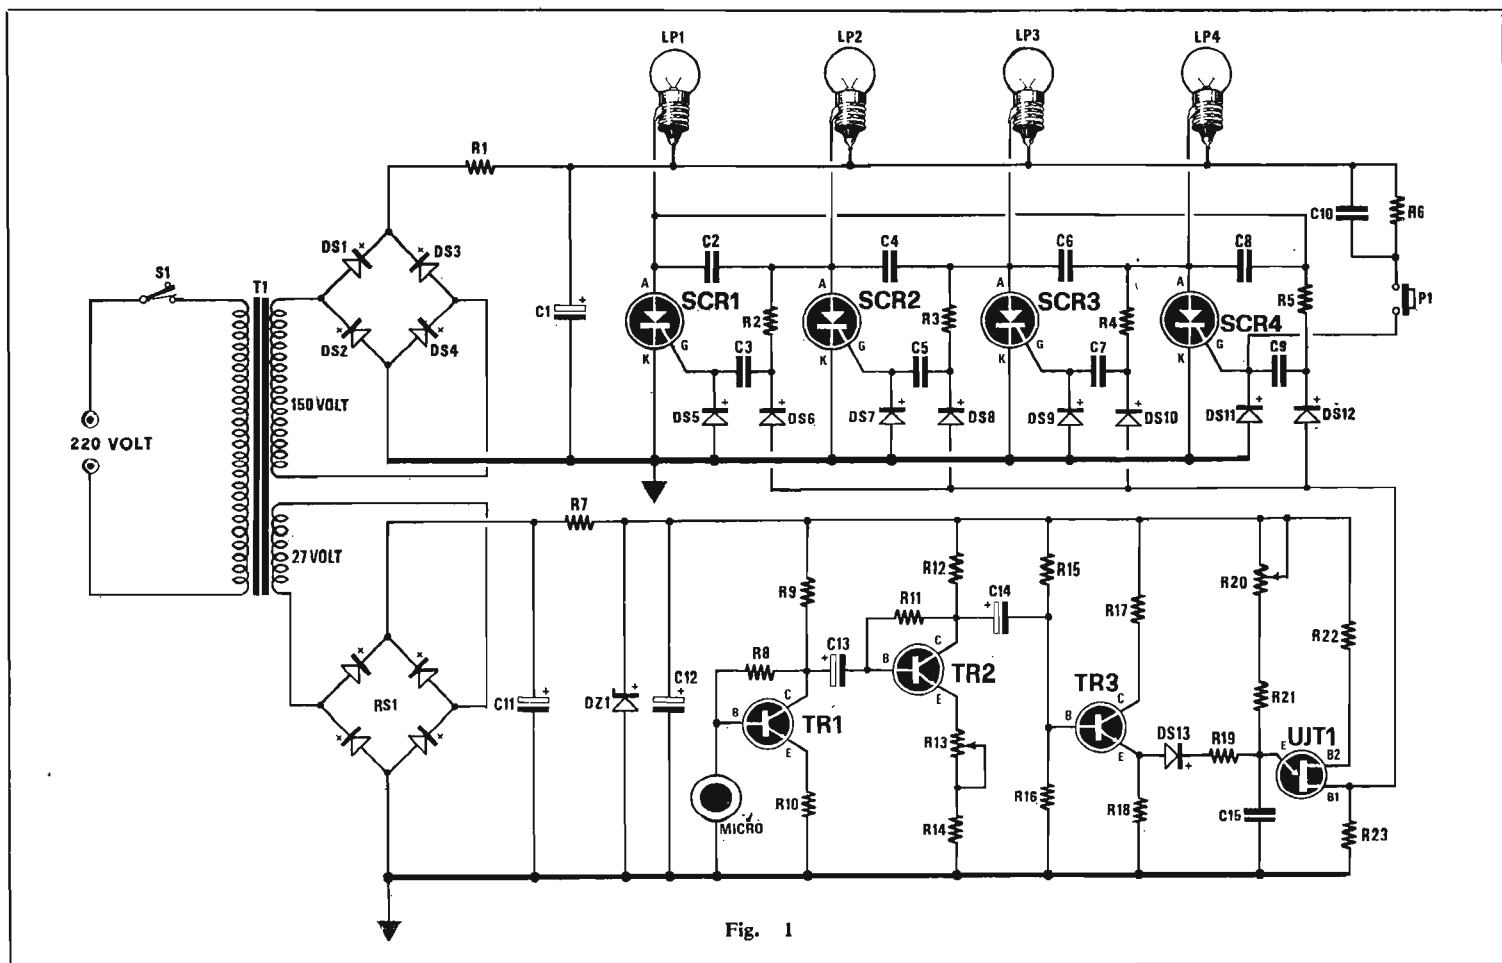 LP1 LP2 LP3 LP4
R1
C10 R6
DS1 DS3 C2 C4 C6 C8
S1 T1
A SCR1 A SCR2 A SCR3 A SCR4 R5 P1
C1 R2 R3 R4
DS2 DS4 K G C3 K G C5 K G C7 K G C9
150 VOLT DS5 DS6 DS7 DS8 DS9 DS10 DS11 DS12
220 VOLT
R7
27 VOLT
R12 R15 R20
R9 R11 C14 R17
R22
C13 C
R8 B TR2
C12 TR3
RS1 C11 DZ1 C E C R21
B TR1 R13 B DS13 R19 UJT1
E E E B2
B1
R10 R16 R18 C15
MICRO R14 R23
Fig. 1